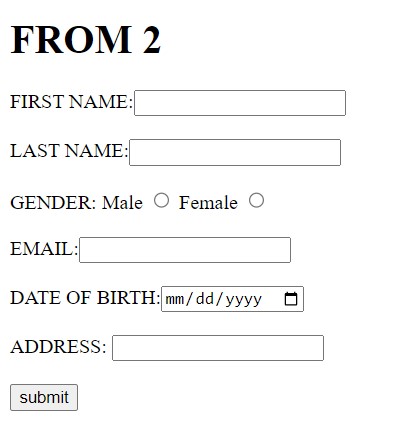 FROM 2
FIRST NAME:
LAST NAME:
GENDER: Male Female
EMAIL:
DATE OF BIRTH: mm/dd/yyyy
ADDRESS:
submit